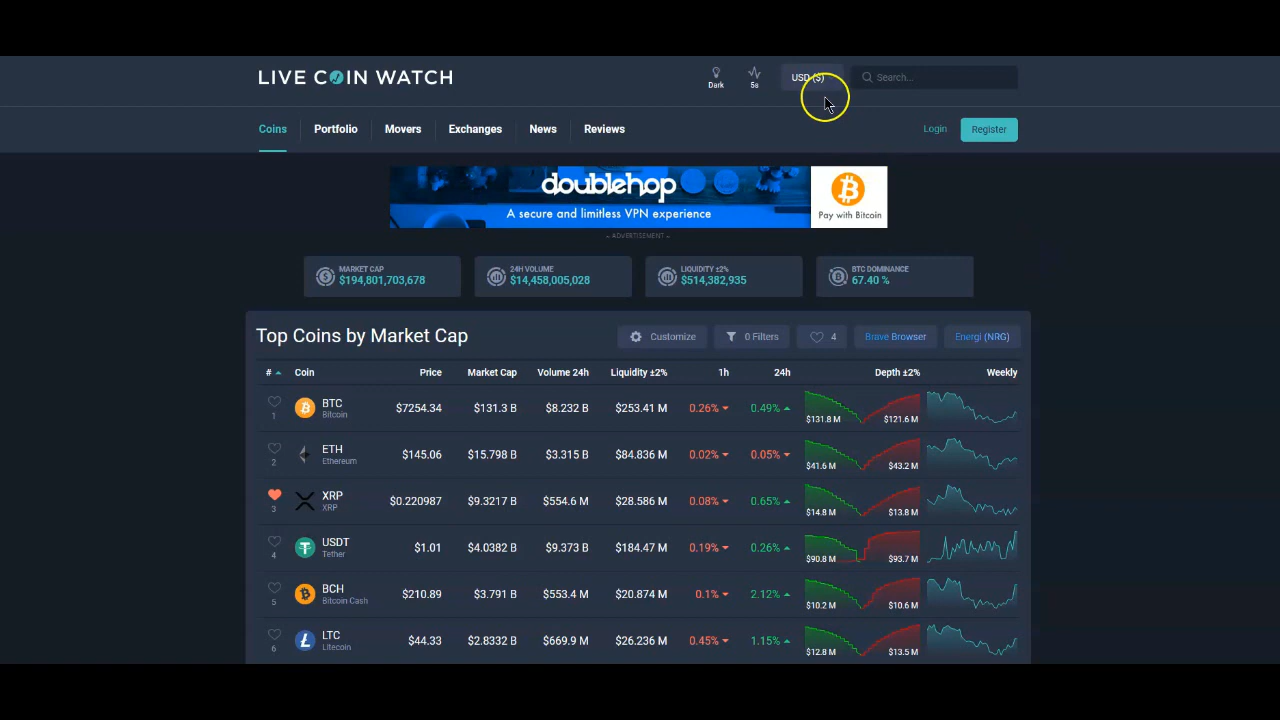 LIVE COIN WATCH
Dark
5s
USD ($)
Search...
Coins
Portfolio
Movers
Exchanges
News
Reviews
Login
Register
doublehop
A secure and limitless VPN experience
Pay with Bitcoin
~ ADVERTISEMENT ~
MARKET CAP
$194,801,703,678
24H VOLUME
$14,458,005,028
LIQUIDITY ±2%
$514,382,935
BTC DOMINANCE
67.40 %
Top Coins by Market Cap
Customize
0 Filters
4
Brave Browser
Energi (NRG)
# Coin Price Market Cap Volume 24h Liquidity ±2% 1h 24h Depth ±2% Weekly
1 BTC Bitcoin $7254.34 $131.3 B $8.232 B $253.41 M 0.26% 0.49% $131.8 M $121.6 M
2 ETH Ethereum $145.06 $15.798 B $3.315 B $84.836 M 0.02% 0.05% $41.6 M $43.2 M
3 XRP XRP $0.220987 $9.3217 B $554.6 M $28.586 M 0.08% 0.65% $14.8 M $13.8 M
4 USDT Tether $1.01 $4.0382 B $9.373 B $184.47 M 0.19% 0.26% $90.8 M $93.7 M
5 BCH Bitcoin Cash $210.89 $3.791 B $553.4 M $20.874 M 0.1% 2.12% $10.2 M $10.6 M
6 LTC Litecoin $44.33 $2.8332 B $669.9 M $26.236 M 0.45% 1.15% $12.8 M $13.5 M